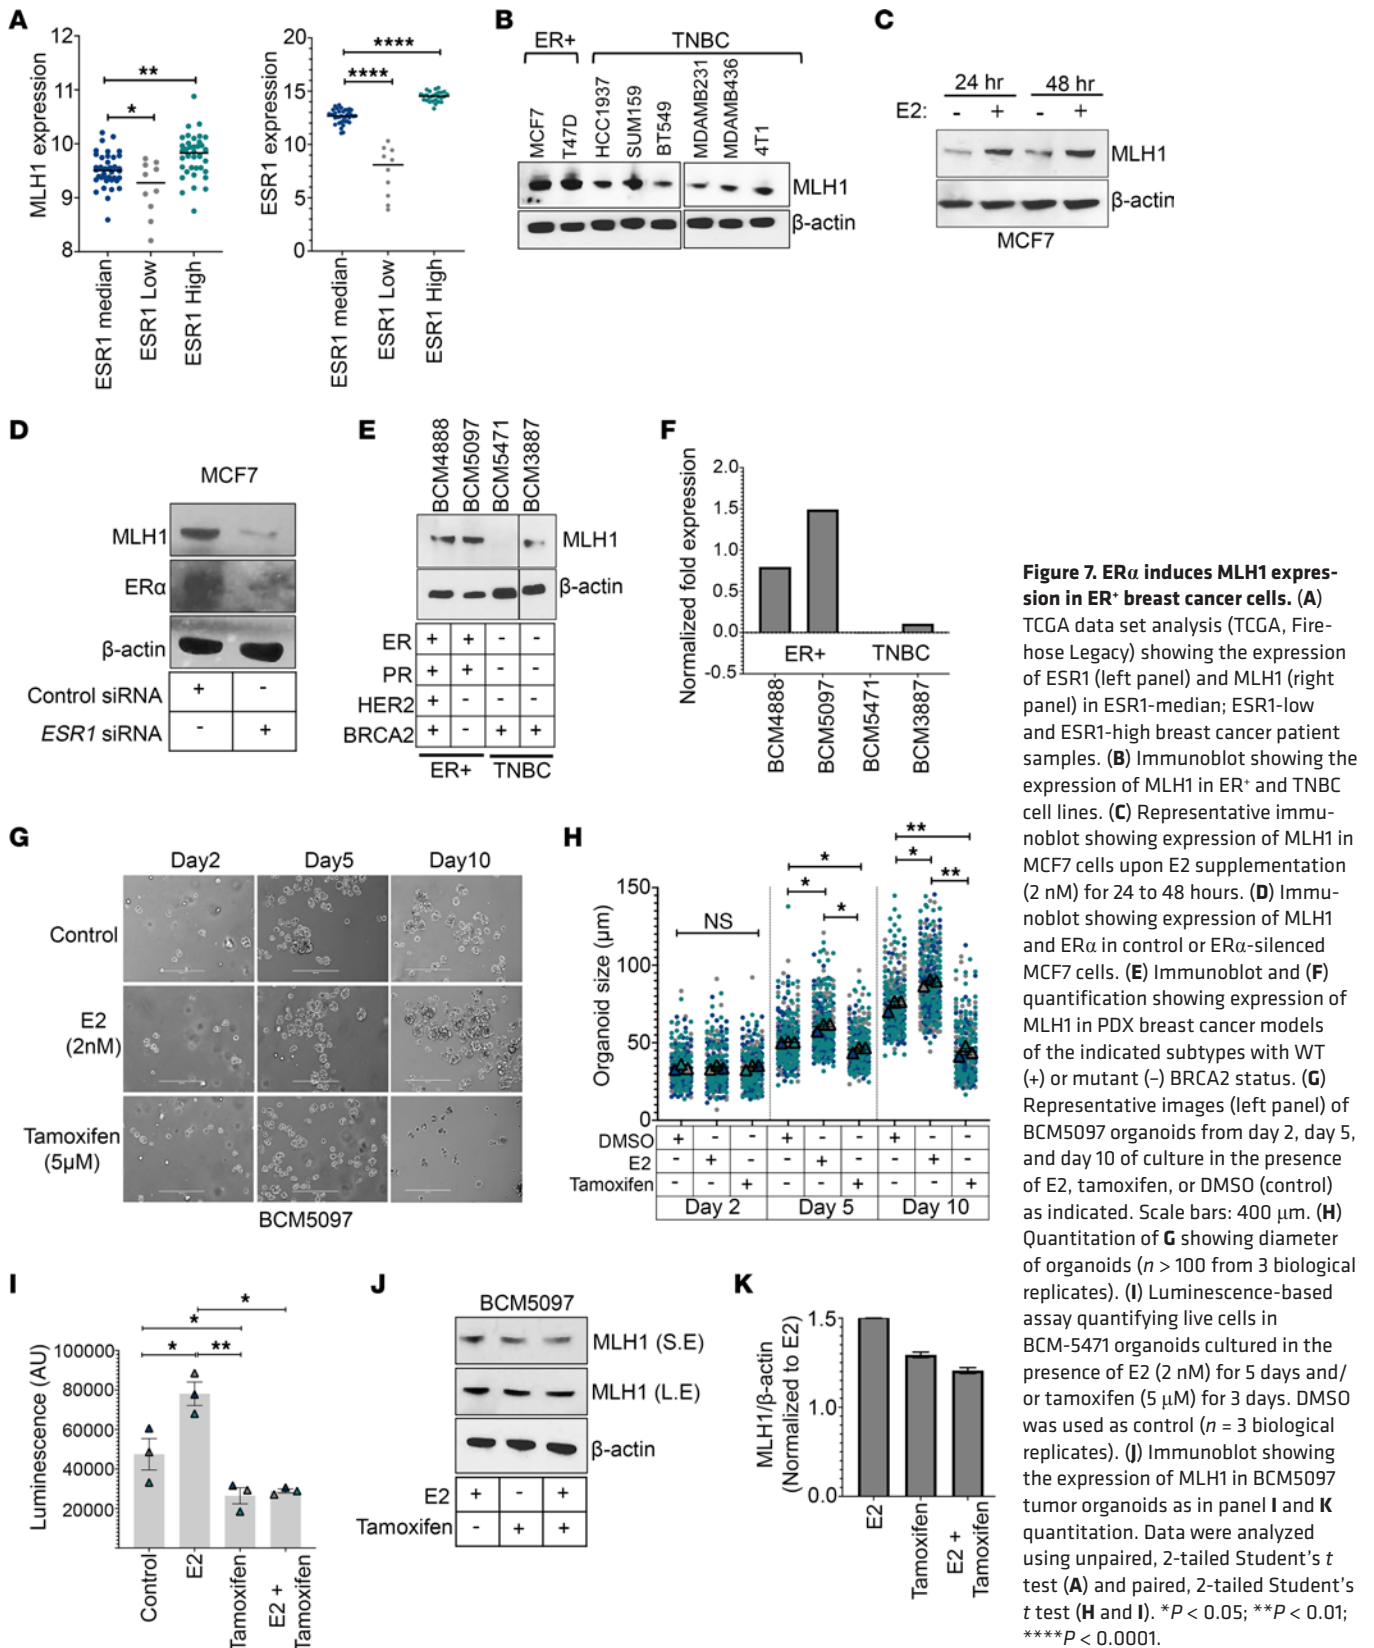 A
MLH1 expression
12
11
10
9
8
**
*
ESR1 median
ESR1 Low
ESR1 High
ESR1 expression
20
15
10
5
0
****
****
ESR1 median
ESR1 Low
ESR1 High
B
ER+ TNBC
MCF7
T47D
HCC1937
SUM159
BT549
MDAMB231
MDAMB436
4T1
MLH1
β-actin
C
24 hr 48 hr
E2: - + - +
MLH1
β-actin
MCF7
D
MCF7
MLH1
ERα
β-actin
Control siRNA + -
ESR1 siRNA - +
E
BCM4888
BCM5097
BCM5471
BCM3887
MLH1
β-actin
ER + + - -
PR + + - -
HER2 + - - -
BRCA2 + - + +
ER+ TNBC
F
Normalized fold expression
2.0
1.5
1.0
0.5
0.0
-0.5
ER+ TNBC
BCM4888
BCM5097
BCM5471
BCM3887
G
Day2 Day5 Day10
Control
E2
(2nM)
Tamoxifen
(5μM)
BCM5097
H
Organoid size (μm)
150
100
50
0
NS
*
*
*
**
*
**
DMSO + - - + - - + - -
E2 - + - - + - - + -
Tamoxifen - - + - - + - - +
Day 2 Day 5 Day 10
I
Luminescence (AU)
100000
80000
60000
40000
20000
*
*
* **
Control
E2
Tamoxifen
E2 +
Tamoxifen
J
BCM5097
MLH1 (S.E)
MLH1 (L.E)
β-actin
E2 + - +
Tamoxifen - + +
K
MLH1/β-actin
(Normalized to E2)
1.5
1.0
0.0
E2
Tamoxifen
E2 +
Tamoxifen
Figure 7. ERα induces MLH1 expres-
sion in ER+ breast cancer cells. (A)
TCGA data set analysis (TCGA, Fire-
hose Legacy) showing the expression
of ESR1 (left panel) and MLH1 (right
panel) in ESR1-median; ESR1-low
and ESR1-high breast cancer patient
samples. (B) Immunoblot showing the
expression of MLH1 in ER+ and TNBC
cell lines. (C) Representative immu-
noblot showing expression of MLH1 in
MCF7 cells upon E2 supplementation
(2 nM) for 24 to 48 hours. (D) Immu-
noblot showing expression of MLH1
and ERα in control or ERα-silenced
MCF7 cells. (E) Immunoblot and (F)
quantification showing expression of
MLH1 in PDX breast cancer models
of the indicated subtypes with WT
(+) or mutant (–) BRCA2 status. (G)
Representative images (left panel) of
BCM5097 organoids from day 2, day 5,
and day 10 of culture in the presence
of E2, tamoxifen, or DMSO (control)
as indicated. Scale bars: 400 μm. (H)
Quantitation of G showing diameter
of organoids (n > 100 from 3 biological
replicates). (I) Luminescence-based
assay quantifying live cells in
BCM-5471 organoids cultured in the
presence of E2 (2 nM) for 5 days and/
or tamoxifen (5 μM) for 3 days. DMSO
was used as control (n = 3 biological
replicates). (J) Immunoblot showing
the expression of MLH1 in BCM5097
tumor organoids as in panel I and K
quantitation. Data were analyzed
using unpaired, 2-tailed Student's t
test (A) and paired, 2-tailed Student's
t test (H and I). *P < 0.05; **P < 0.01;
****P < 0.0001.